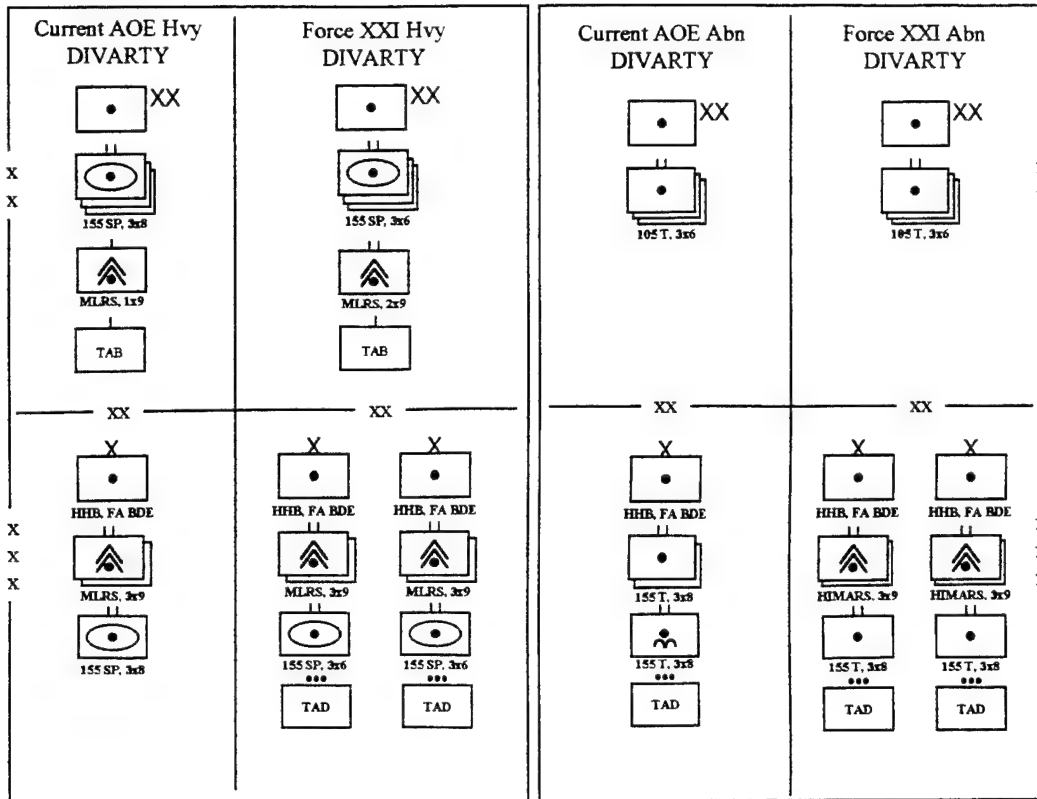 Current AOE Hvy
DIVARTY
XX
155 SP, 3x8
MLRS, 1x9
TAB
Force XXI Hvy
DIVARTY
XX
155 SP, 3x6
MLRS, 2x9
TAB
Current AOE Abn
DIVARTY
XX
105 T, 3x6
Force XXI Abn
DIVARTY
XX
105 T, 3x6
X
X
XX
XX
XX
XX
X
HHB, FA BDE
MLRS, 3x9
155 SP, 3x8
X
X
HHB, FA BDE
HHB, FA BDE
MLRS, 3x9
MLRS, 3x9
155 SP, 3x6
155 SP, 3x6
TAD
TAD
X
HHB, FA BDE
155 T, 3x8
155 T, 3x8
TAD
X
X
HHB, FA BDE
HHB, FA BDE
HIMARS, 3x9
HIMARS, 3x9
155 T, 3x8
155 T, 3x8
TAD
TAD
X
X
X